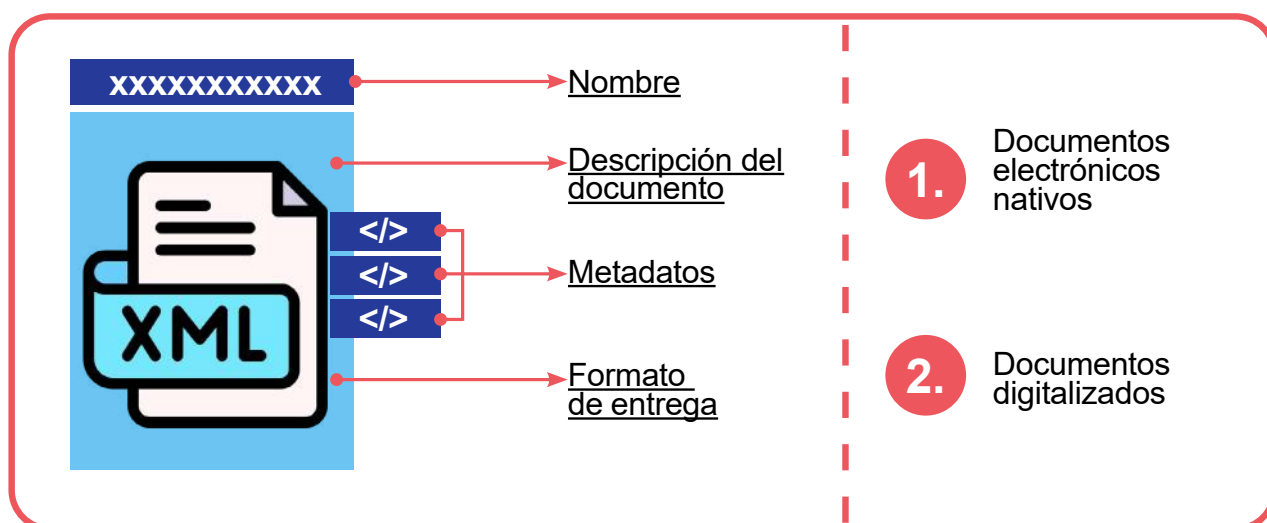 xxxxxxxxxxx
Nombre
Descripción del
documento
</>
</>
</>
Metadatos
XML
Formato
de entrega
1.
Documentos
electrónicos
nativos
2.
Documentos
digitalizados